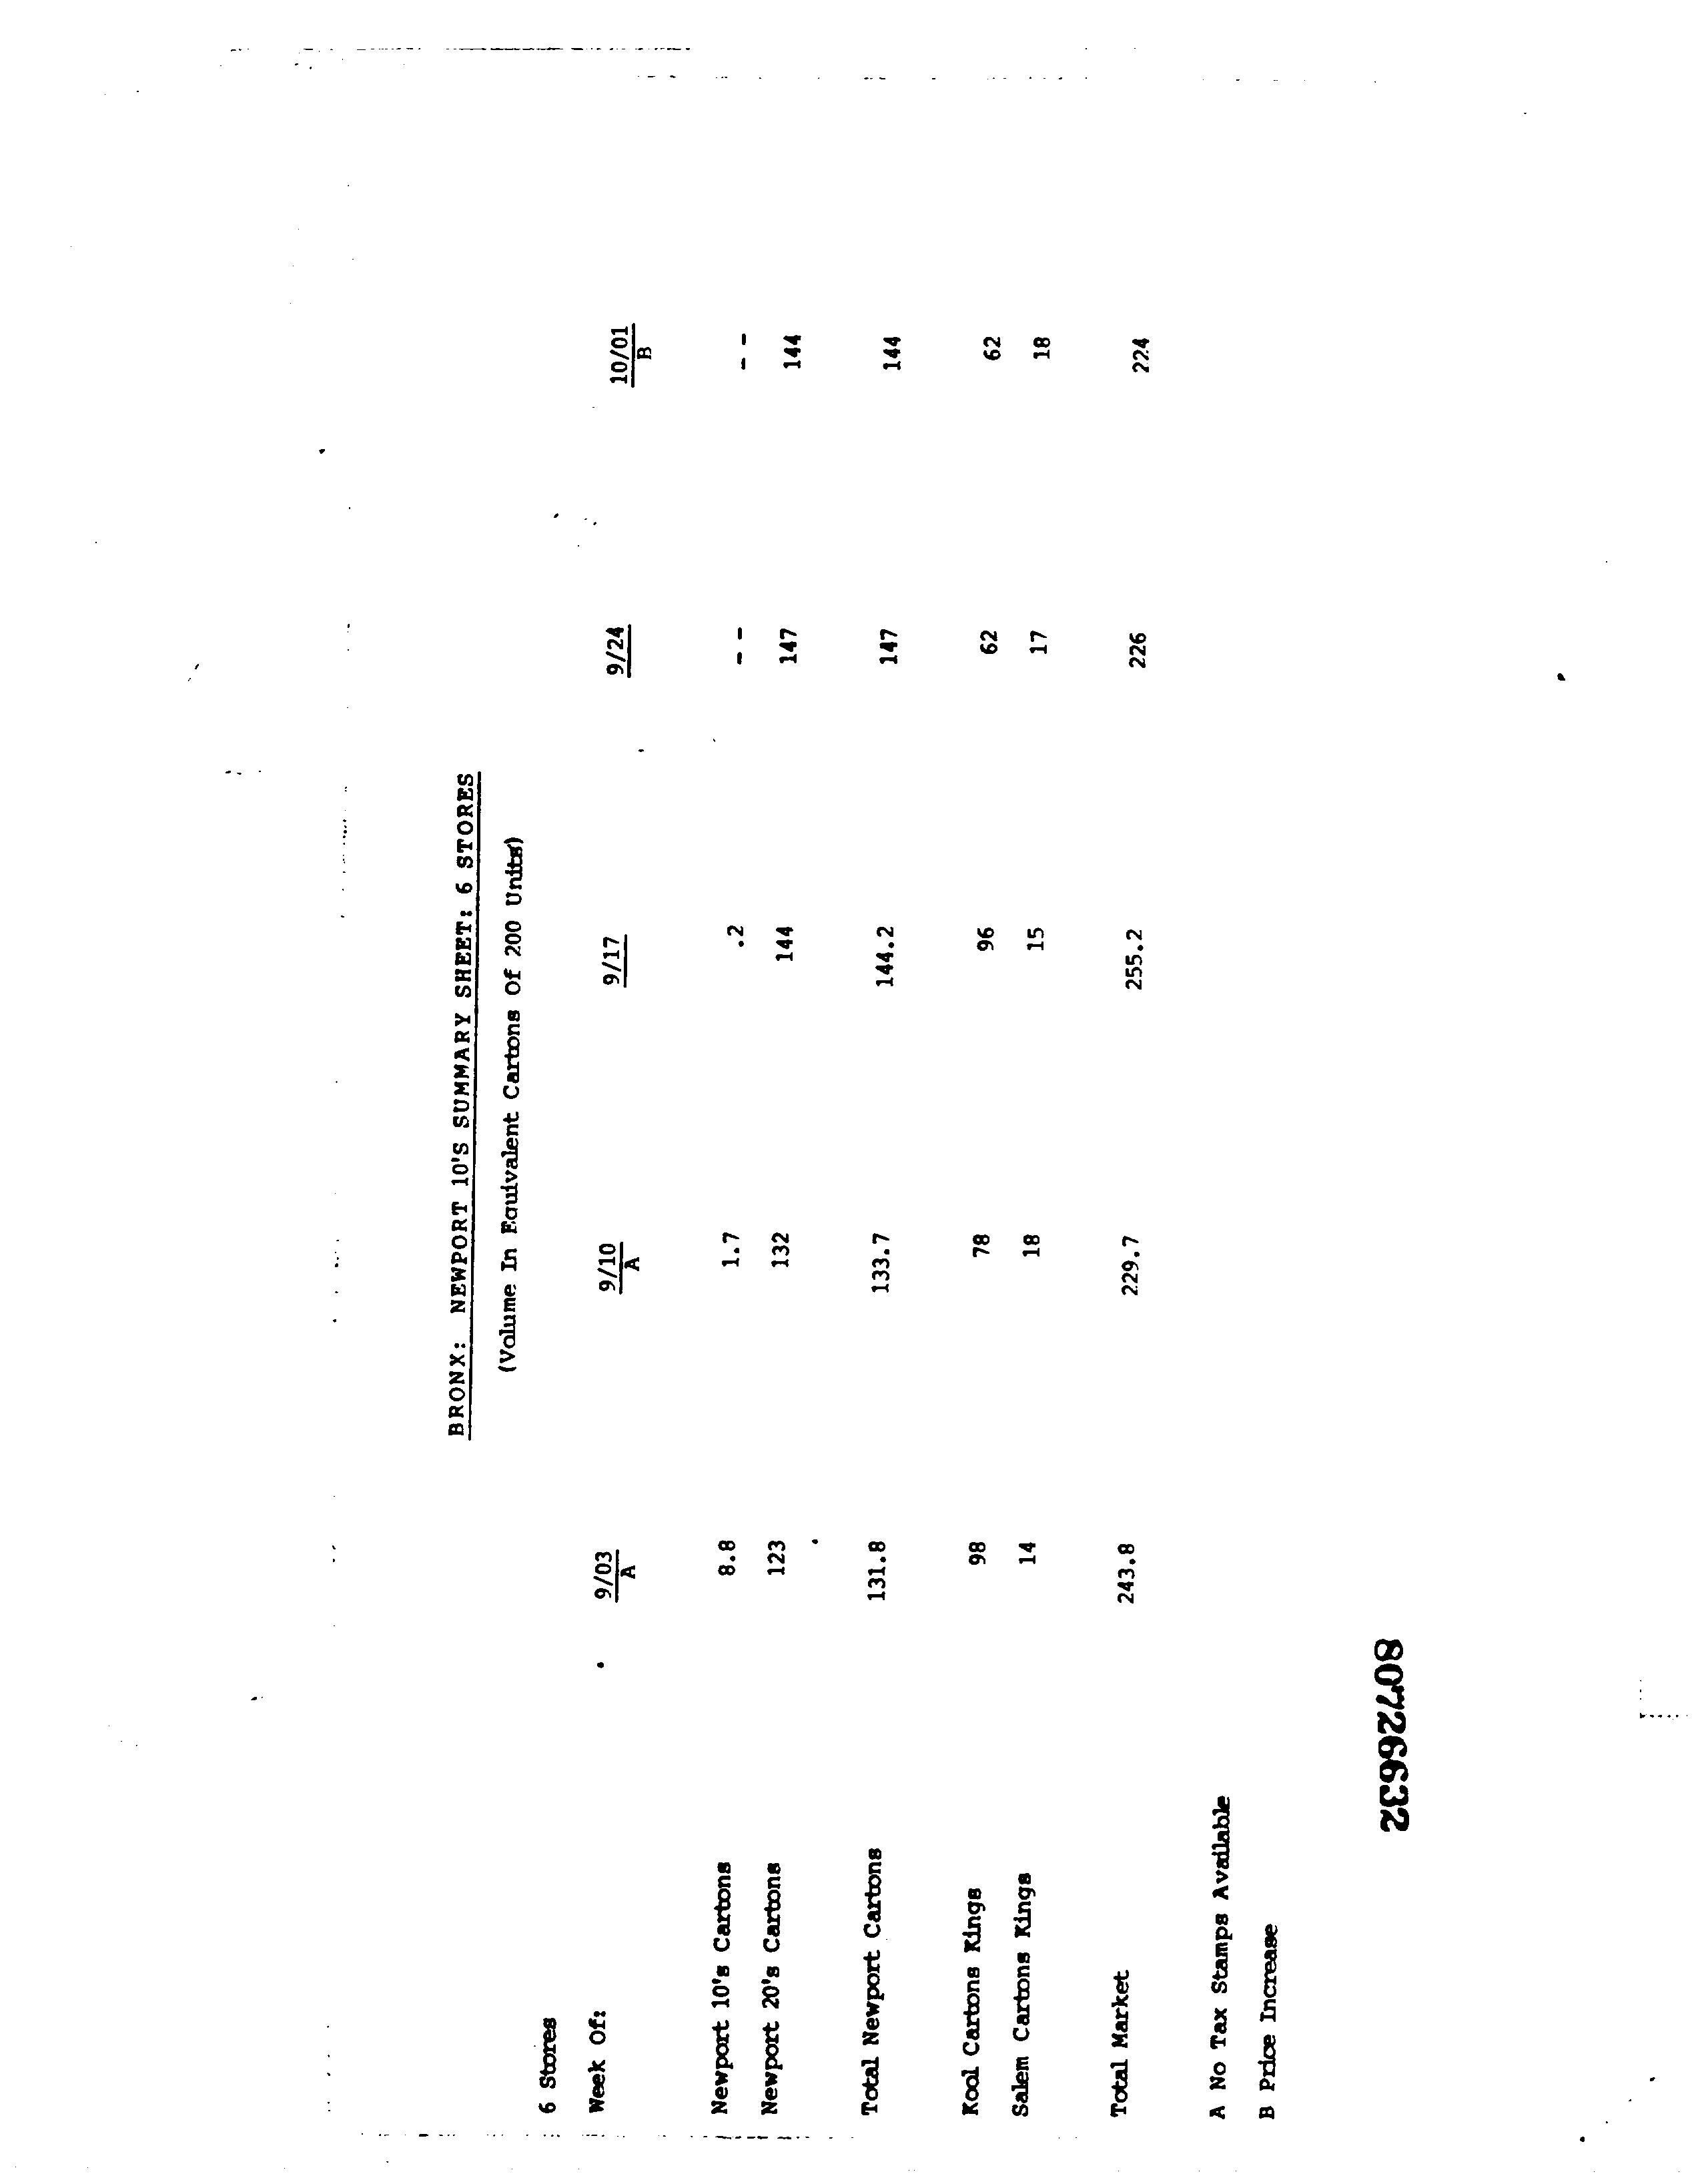 BRONX: NEWPORT 10'S SUMMARY SHEET: 6 STORES
(Volume In Equivalent Cartons Of 200 Units)
6 Stores
Week Of: 9/03 9/10 9/17 9/24 10/01
A A B
Newport 10's Cartons 8.8 1.7 .2 - - - -
Newport 20's Cartons 123 132 144 147 144
Total Newport Cartons 131.8 133.7 144.2 147 144
Kool Cartons Kings 98 78 96 62 62
Salem Cartons Kings 14 18 15 17 18
Total Market 243.8 229.7 255.2 226 224
A No Tax Stamps Available
B Price Increase
80726632